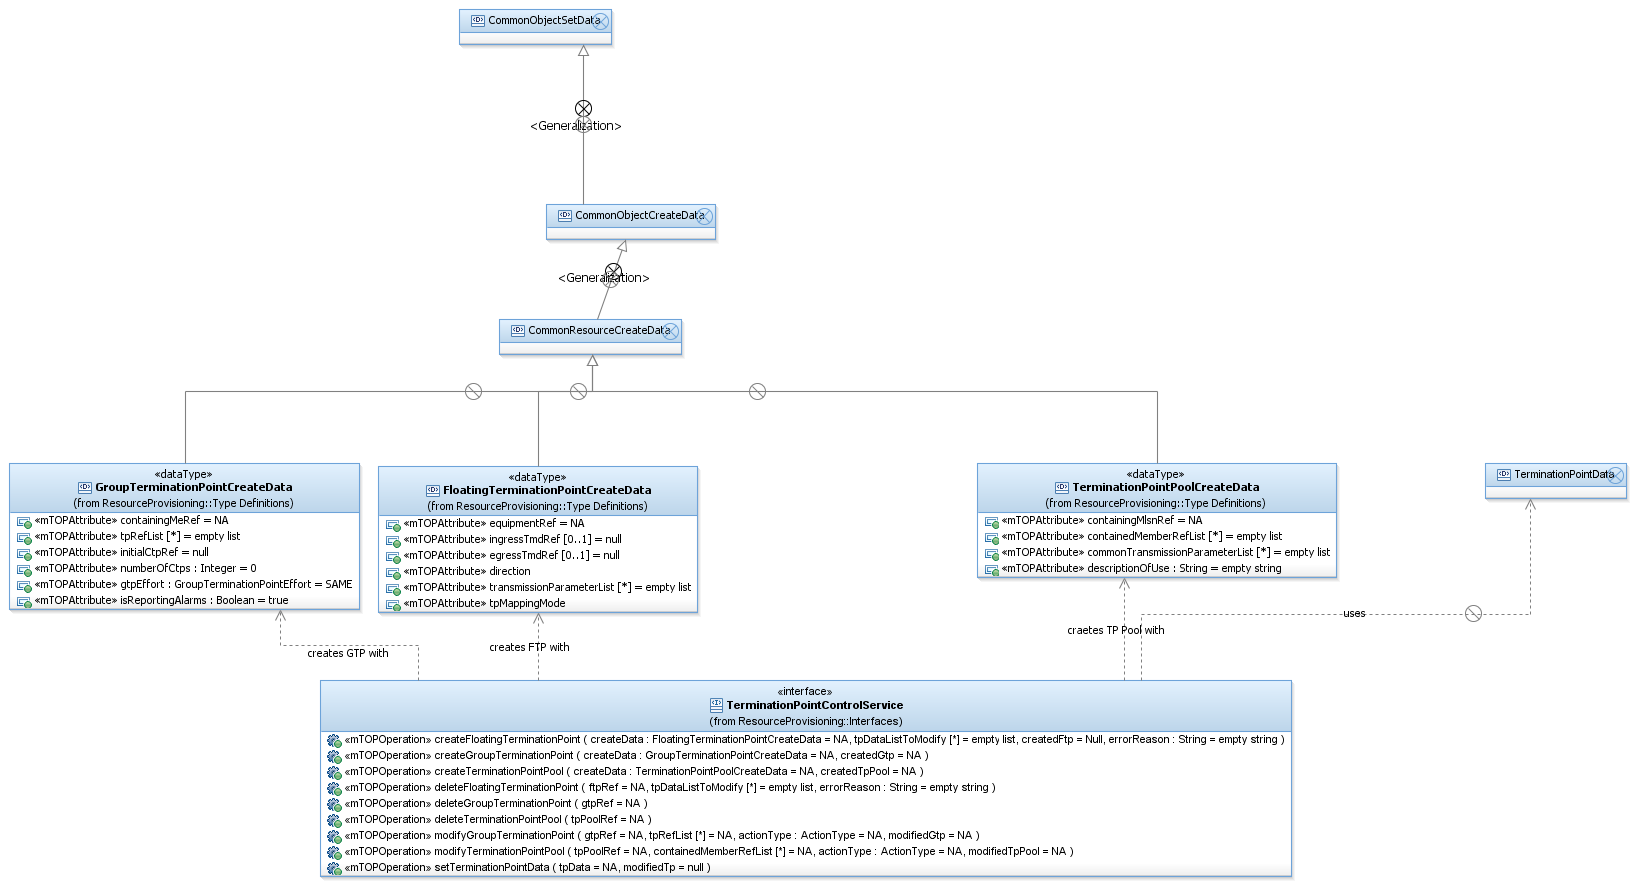 CommonObjectSetData
<Generalization>
CommonObjectCreateData
<Generalization>
CommonResourceCreateData
«dataType»
GroupTerminationPointCreateData
(from ResourceProvisioning::Type Definitions)
«mTOPAttribute» containingMeRef = NA
«mTOPAttribute» tpRefList [*] = empty list
«mTOPAttribute» initialCtpRef = null
«mTOPAttribute» numberOfCtps : Integer = 0
«mTOPAttribute» gtpEffort : GroupTerminationPointEffort = SAME
«mTOPAttribute» isReportingAlarms : Boolean = true
«dataType»
FloatingTerminationPointCreateData
(from ResourceProvisioning::Type Definitions)
«mTOPAttribute» equipmentRef = NA
«mTOPAttribute» ingressTmdRef [0..1] = null
«mTOPAttribute» egressTmdRef [0..1] = null
«mTOPAttribute» direction
«mTOPAttribute» transmissionParameterList [*] = empty list
«mTOPAttribute» tpMappingMode
«dataType»
TerminationPointPoolCreateData
(from ResourceProvisioning::Type Definitions)
«mTOPAttribute» containingMlsnRef = NA
«mTOPAttribute» containedMemberRefList [*] = empty list
«mTOPAttribute» commonTransmissionParameterList [*] = empty list
«mTOPAttribute» descriptionOfUse : String = empty string
TerminationPointData
creates GTP with
creates FTP with
craetes TP Pool with
uses
«interface»
TerminationPointControlService
(from ResourceProvisioning::Interfaces)
«mTOPOperation» createFloatingTerminationPoint ( createData : FloatingTerminationPointCreateData = NA, tpDataListToModify [*] = empty list, createdFtp = Null, errorReason : String = empty string )
«mTOPOperation» createGroupTerminationPoint ( createData : GroupTerminationPointCreateData = NA, createdGtp = NA )
«mTOPOperation» createTerminationPointPool ( createData : TerminationPointPoolCreateData = NA, createdTpPool = NA )
«mTOPOperation» deleteFloatingTerminationPoint ( ftpRef = NA, tpDataListToModify [*] = empty list, errorReason : String = empty string )
«mTOPOperation» deleteGroupTerminationPoint ( gtpRef = NA )
«mTOPOperation» deleteTerminationPointPool ( tpPoolRef = NA )
«mTOPOperation» modifyGroupTerminationPoint ( gtpRef = NA, tpRefList [*] = NA, actionType : ActionType = NA, modifiedGtp = NA )
«mTOPOperation» modifyTerminationPointPool ( tpPoolRef = NA, containedMemberRefList [*] = NA, actionType : ActionType = NA, modifiedTpPool = NA )
«mTOPOperation» setTerminationPointData ( tpData = NA, modifiedTp = null )